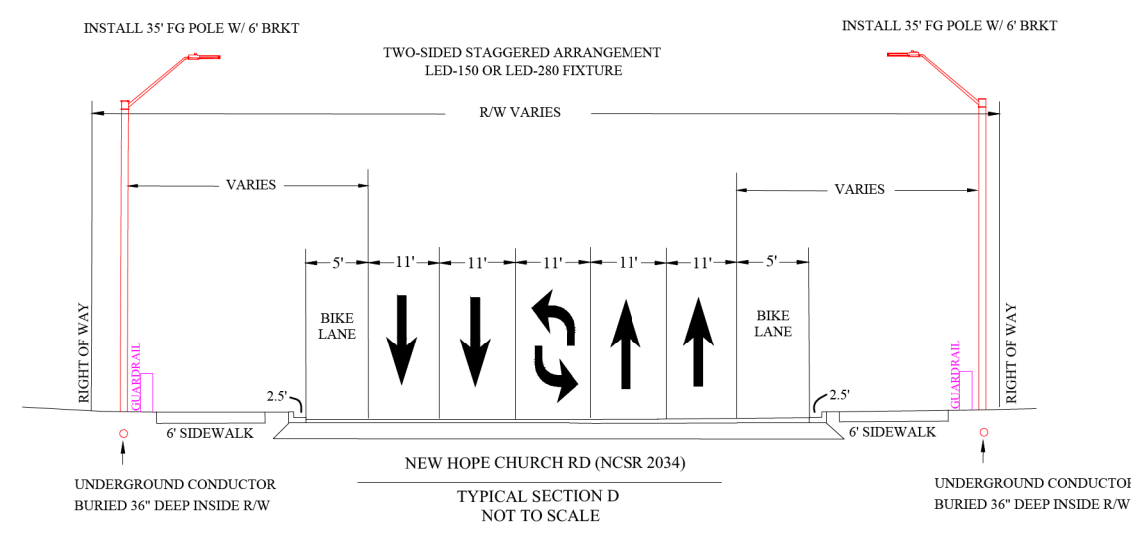 INSTALL 35' FG POLE W/ 6' BRKT
INSTALL 35' FG POLE W/ 6' BRKT
TWO-SIDED STAGGERED ARRANGEMENT
LED-150 OR LED-280 FIXTURE
R/W VARIES
VARIES
VARIES
5'
11'
11'
11'
11'
11'
5'
BIKE
LANE
BIKE
LANE
RIGHT OF WAY
GUARDRAIL
GUARDRAIL
RIGHT OF WAY
2.5'
2.5'
6' SIDEWALK
6' SIDEWALK
NEW HOPE CHURCH RD (NCSR 2034)
TYPICAL SECTION D
NOT TO SCALE
UNDERGROUND CONDUCTOR
BURIED 36" DEEP INSIDE R/W
UNDERGROUND CONDUCTOR
BURIED 36" DEEP INSIDE R/W